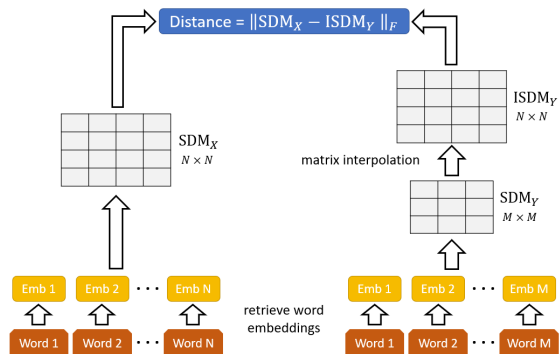 Distance = ‖SDM_X − ISDM_Y ‖_F
SDM_X
N × N
ISDM_Y
N × N
matrix interpolation
SDM_Y
M × M
Emb 1 Emb 2 ··· Emb N
Emb 1 Emb 2 ··· Emb M
retrieve word
embeddings
Word 1 Word 2 ··· Word N
Word 1 Word 2 ··· Word M